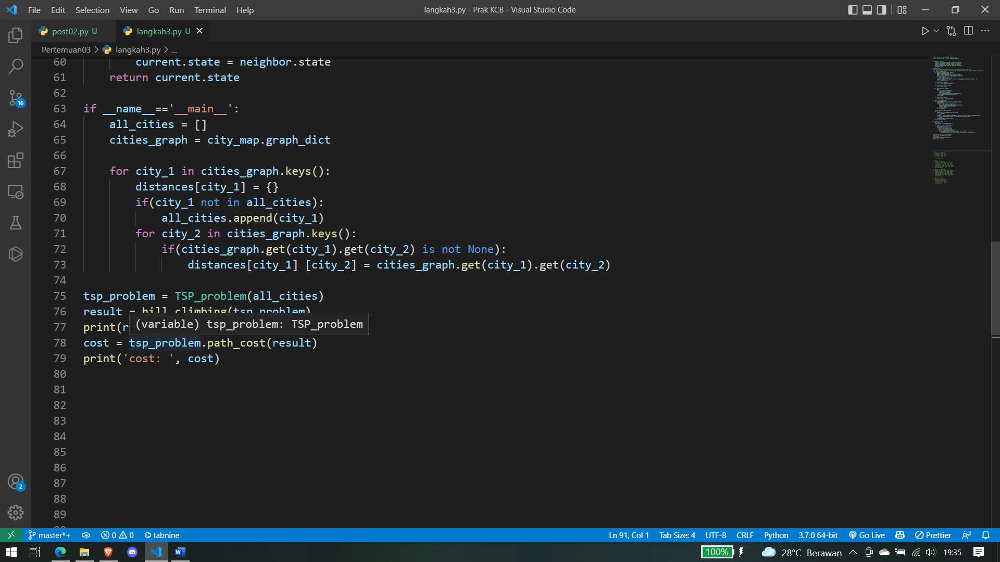 File Edit Selection View Go Run Terminal Help
langkah3.py - Prak KCB - Visual Studio Code
post02.py U
langkah3.py U
Pertemuan03 > langkah3.py > ...
60 current.state = neighbor.state
61 return current.state
62
63 if __name__=='__main__':
64 all_cities = []
65 cities_graph = city_map.graph_dict
66
67 for city_1 in cities_graph.keys():
68 distances[city_1] = {}
69 if(city_1 not in all_cities):
70 all_cities.append(city_1)
71 for city_2 in cities_graph.keys():
72 if(cities_graph.get(city_1).get(city_2) is not None):
73 distances[city_1] [city_2] = cities_graph.get(city_1).get(city_2)
74
75 tsp_problem = TSP_problem(all_cities)
76 result = hill_climbing(tsp_problem)
77 print(r
(variable) tsp_problem: TSP_problem
78 cost = tsp_problem.path_cost(result)
79 print('cost: ', cost)
80
81
82
83
84
85
86
87
88
89
16
2
master*+
0 0
tabnine
Ln 91, Col 1
Tab Size: 4
UTF-8
CRLF
Python
3.7.0 64-bit
Go Live
Prettier
100%
28°C Berawan
19:35